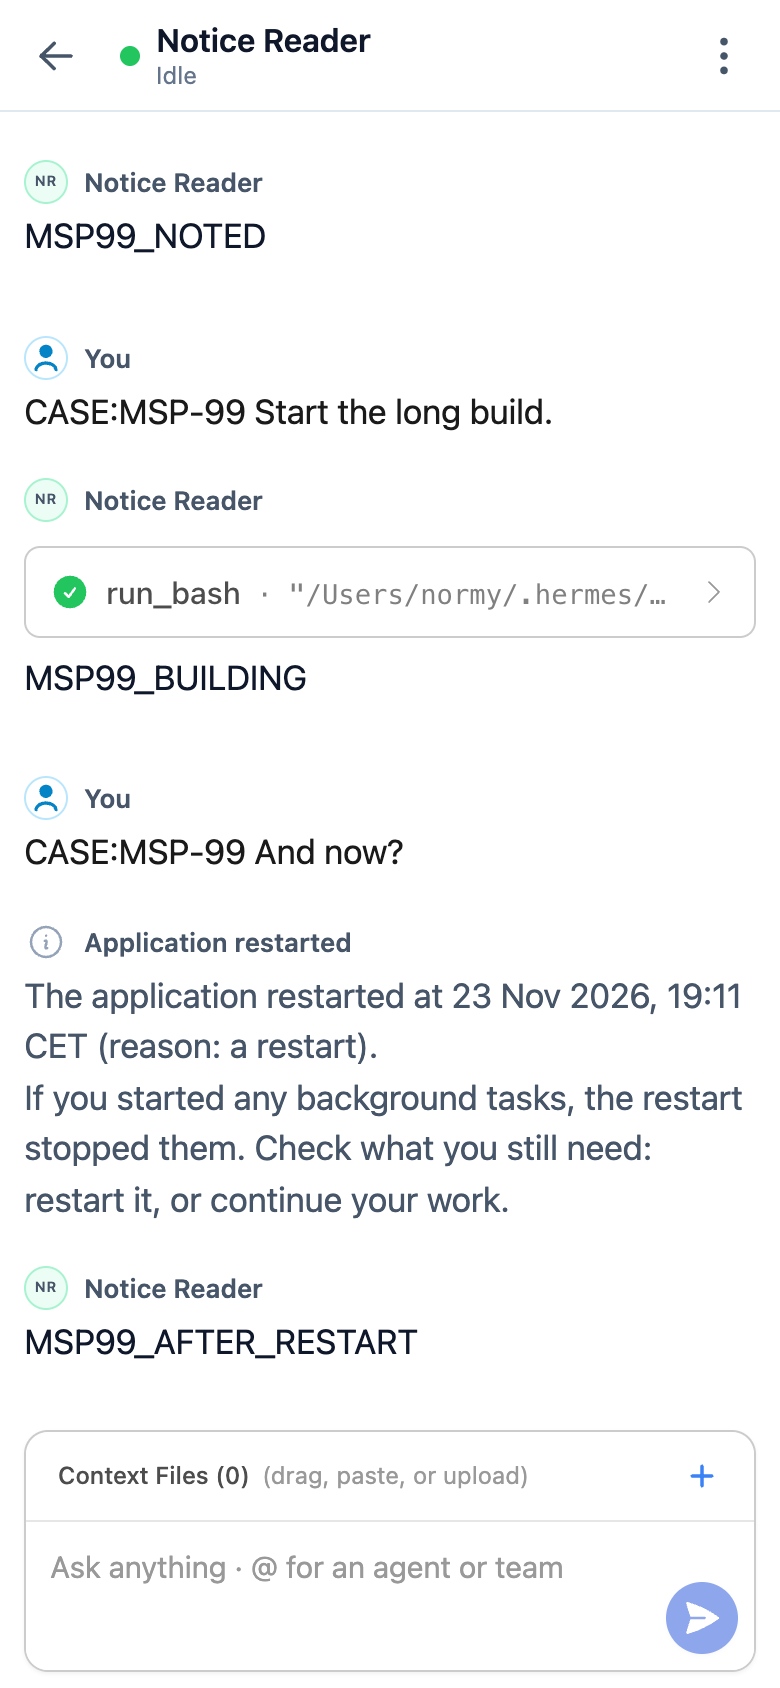 Notice Reader
Idle
NR Notice Reader
MSP99_NOTED
You
CASE:MSP-99 Start the long build.
NR Notice Reader
run_bash · "/Users/normy/.hermes/…
MSP99_BUILDING
You
CASE:MSP-99 And now?
Application restarted
The application restarted at 23 Nov 2026, 19:11
CET (reason: a restart).
If you started any background tasks, the restart
stopped them. Check what you still need:
restart it, or continue your work.
NR Notice Reader
MSP99_AFTER_RESTART
Context Files (0) (drag, paste, or upload)
Ask anything · @ for an agent or team